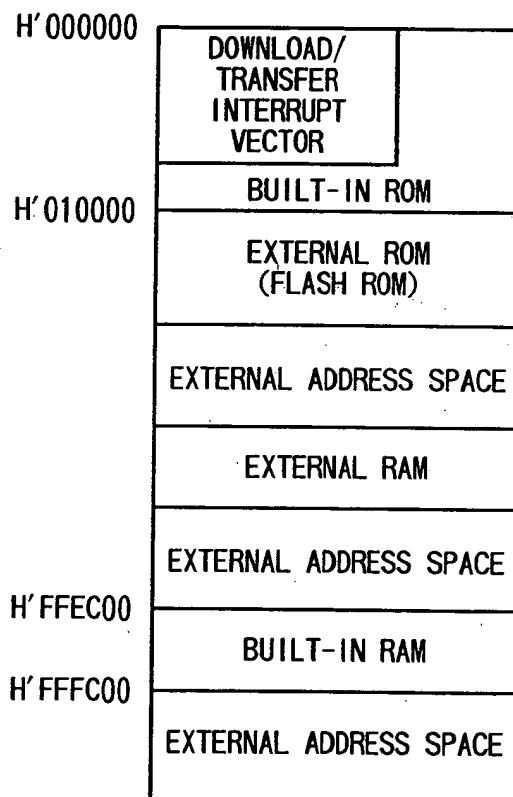 H'000000
DOWNLOAD/
TRANSFER
INTERRUPT
VECTOR
BUILT-IN ROM
H'010000
EXTERNAL ROM
(FLASH ROM)
EXTERNAL ADDRESS SPACE
EXTERNAL RAM
EXTERNAL ADDRESS SPACE
H'FFEC00
BUILT-IN RAM
H'FFFC00
EXTERNAL ADDRESS SPACE